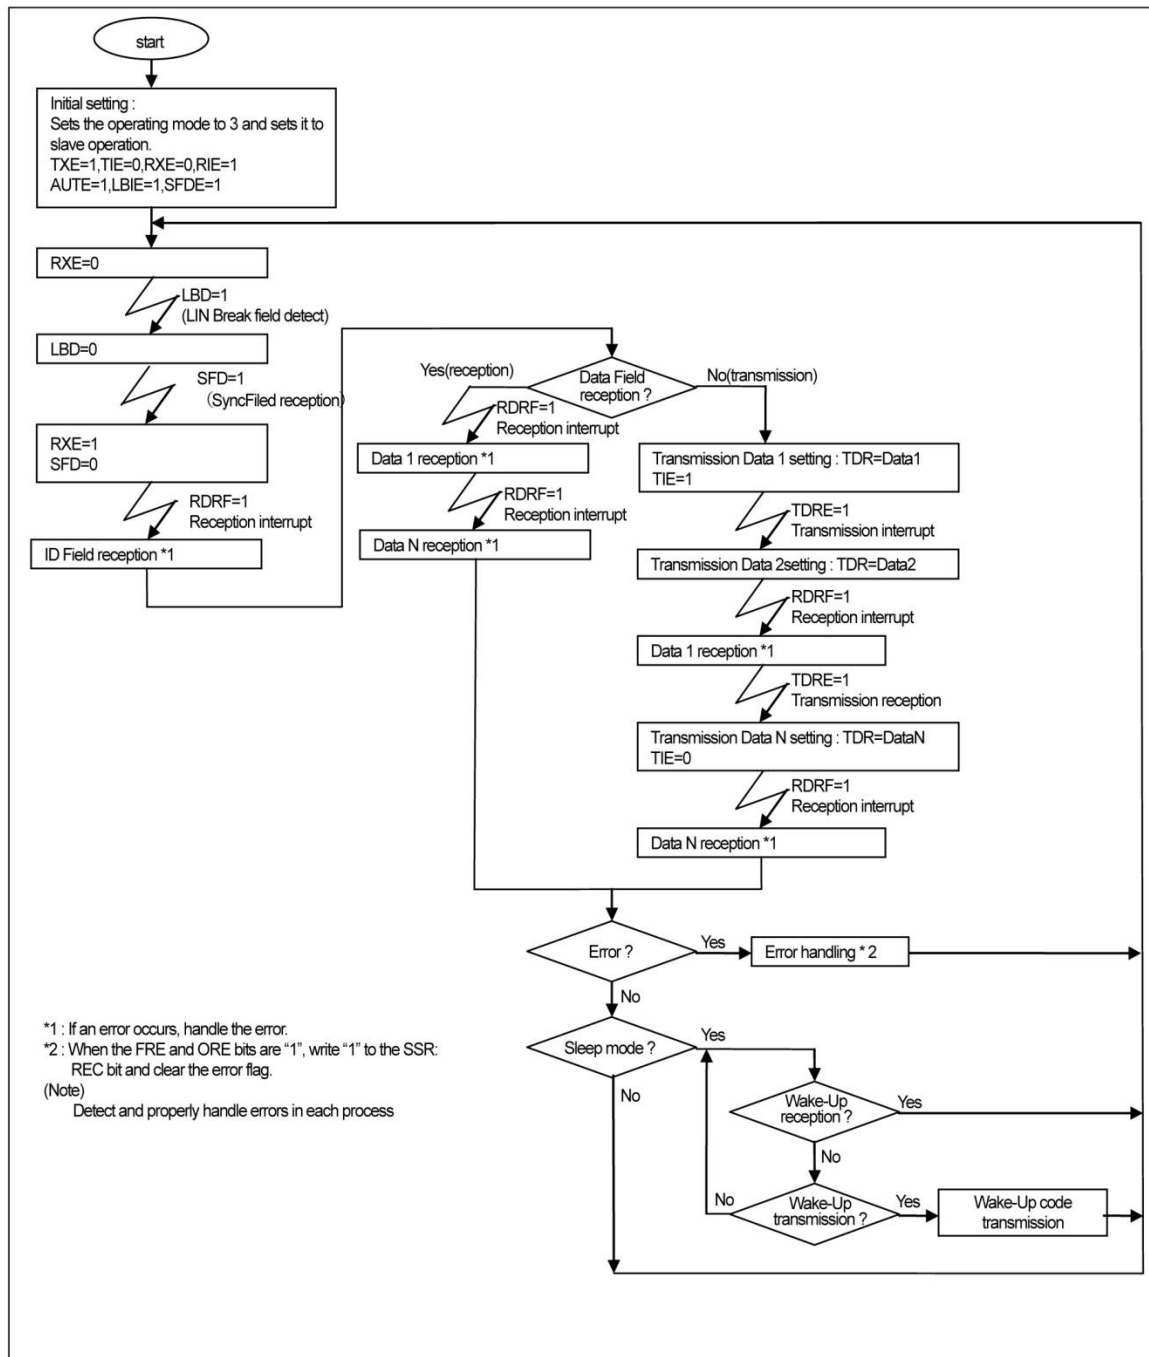 start
Initial setting :
Sets the operating mode to 3 and sets it to
slave operation.
TXE=1,TIE=0,RXE=0,RIE=1
AUTE=1,LBIE=1,SFDE=1
RXE=0
LBD=1
(LIN Break field detect)
LBD=0
SFD=1
(SyncFiled reception)
RXE=1
SFD=0
RDRF=1
Reception interrupt
ID Field reception *1
Data Field
reception ?
Yes(reception)
No(transmission)
RDRF=1
Reception interrupt
Data 1 reception *1
RDRF=1
Reception interrupt
Data N reception *1
Transmission Data 1 setting : TDR=Data1
TIE=1
TDRE=1
Transmission interrupt
Transmission Data 2setting : TDR=Data2
RDRF=1
Reception interrupt
Data 1 reception *1
TDRE=1
Transmission reception
Transmission Data N setting : TDR=DataN
TIE=0
RDRF=1
Reception interrupt
Data N reception *1
Error ?
Yes
Error handling * 2
No
Sleep mode ?
Yes
No
Wake-Up
reception ?
Yes
No
Wake-Up
transmission ?
No
Yes
Wake-Up code
transmission
*1 : If an error occurs, handle the error.
*2 : When the FRE and ORE bits are “1”, write “1” to the SSR:
REC bit and clear the error flag.
(Note)
Detect and properly handle errors in each process